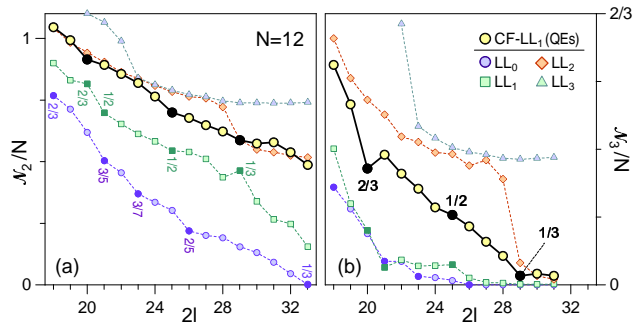 2/3
N=12
CF-LL₁(QEs)
LL₀ LL₂
LL₁ LL₃
𝒩₂/N
𝒩₃/N
1
0
0
2/3
2/3
1/2
3/5
3/7
1/2
2/5
1/3
1/3
2/3
1/2
1/3
(a)
(b)
20 24 28 32
20 24 28 32
2l
2l